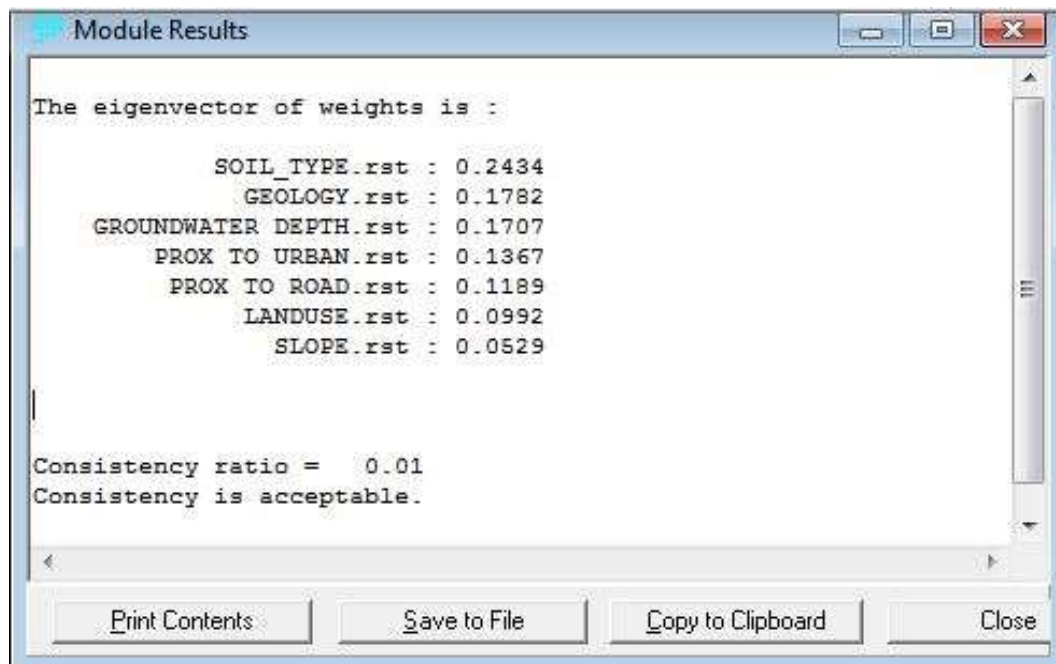 Module Results
The eigenvector of weights is :
SOIL_TYPE.rst : 0.2434
GEOLOGY.rst : 0.1782
GROUNDWATER DEPTH.rst : 0.1707
PROX TO URBAN.rst : 0.1367
PROX TO ROAD.rst : 0.1189
LANDUSE.rst : 0.0992
SLOPE.rst : 0.0529
Consistency ratio = 0.01
Consistency is acceptable.
Print Contents Save to File Copy to Clipboard Close